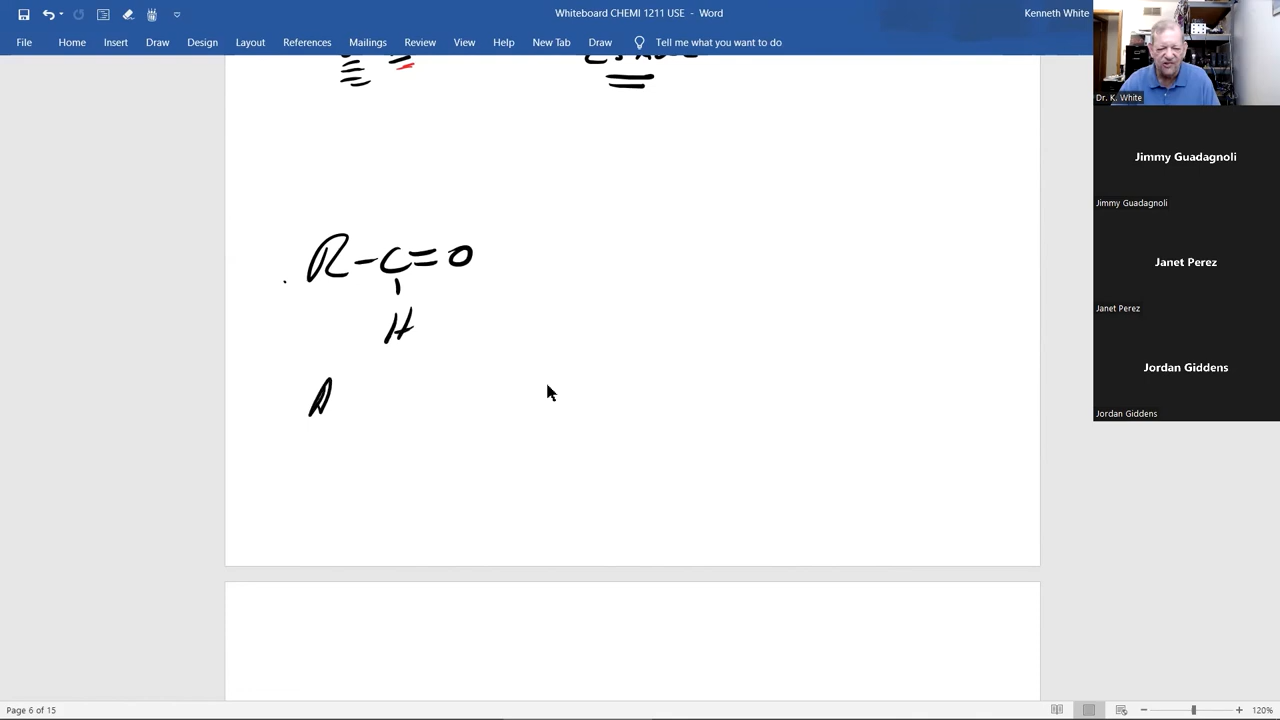 Whiteboard CHEMI 1211 USE - Word
Kenneth White
File Home Insert Draw Design Layout References Mailings Review View Help New Tab Draw Tell me what you want to do
Dr. K. White
Jimmy Guadagnoli
Jimmy Guadagnoli
Janet Perez
Janet Perez
Jordan Giddens
Jordan Giddens
R-C=O
H
A
Page 6 of 15
120%